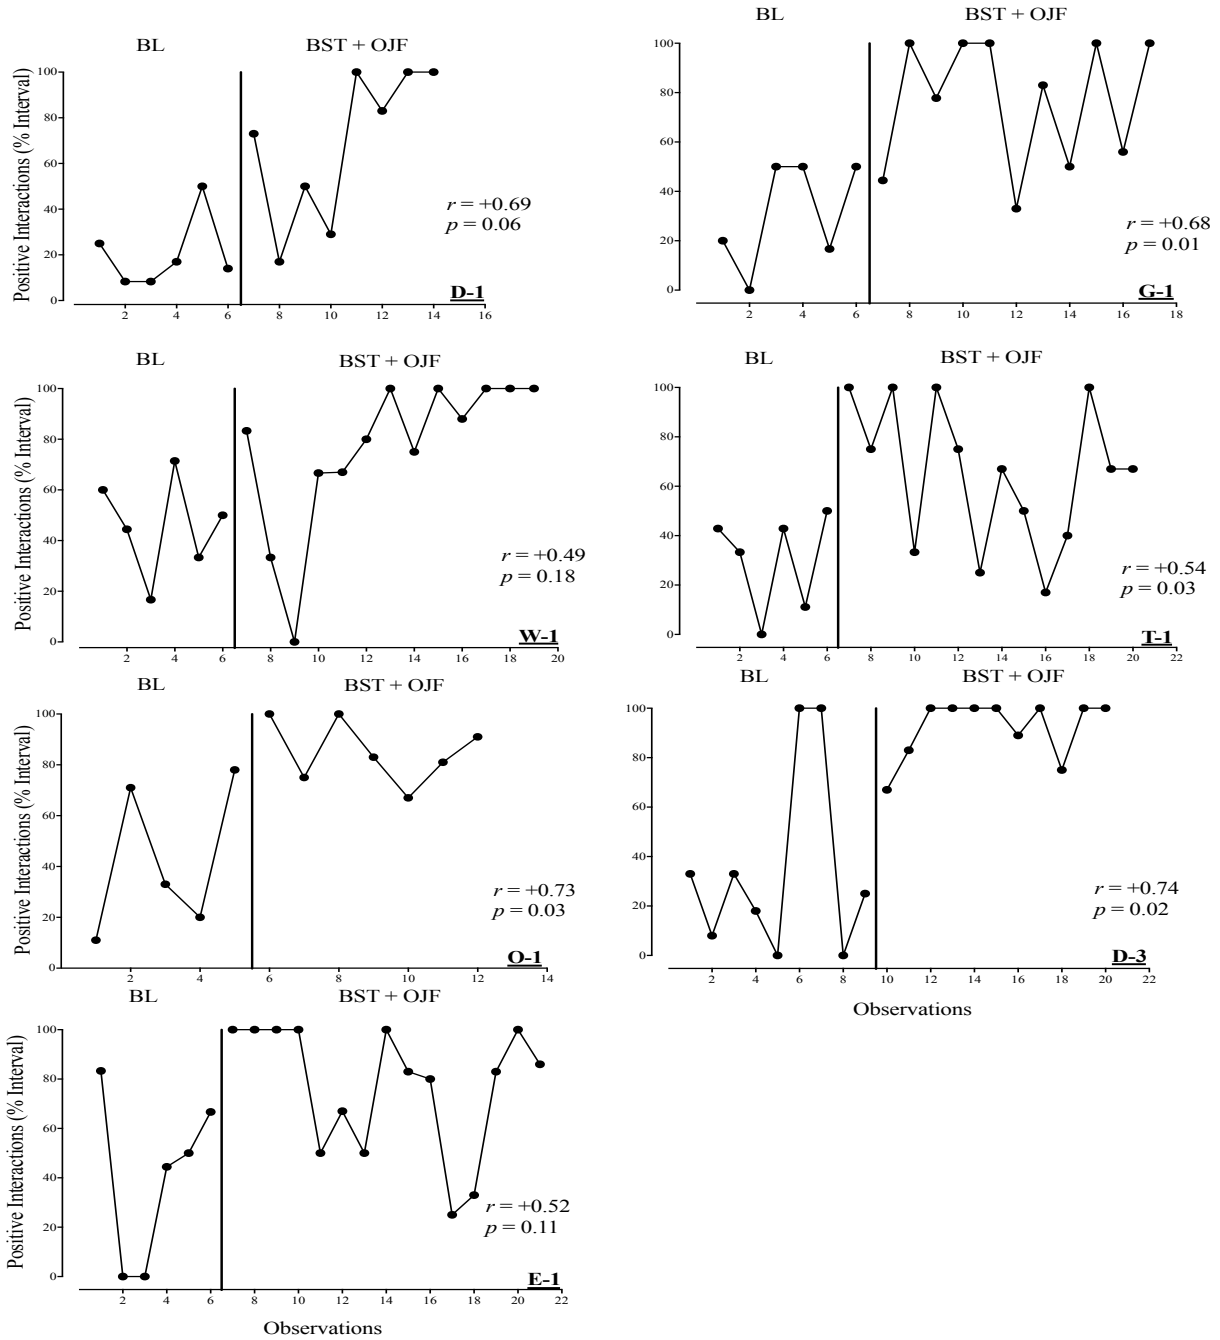 BL BST + OJF
Positive Interactions (% Interval)
100
80
60
40
20
0
r = +0.69
p = 0.06
D-1
2 4 6 8 10 12 14 16
BL BST + OJF
100
80
60
40
20
0
r = +0.68
p = 0.01
G-1
2 4 6 8 10 12 14 16 18
BL BST + OJF
Positive Interactions (% Interval)
100
80
60
40
20
0
r = +0.49
p = 0.18
W-1
2 4 6 8 10 12 14 16 18 20
BL BST + OJF
100
80
60
40
20
0
r = +0.54
p = 0.03
T-1
2 4 6 8 10 12 14 16 18 20 22
BL BST + OJF
Positive Interactions (% Interval)
100
80
60
40
20
0
r = +0.73
p = 0.03
O-1
2 4 6 8 10 12 14
BL BST + OJF
100
80
60
40
20
0
r = +0.74
p = 0.02
D-3
2 4 6 8 10 12 14 16 18 20 22
Observations
BL BST + OJF
Positive Interactions (% Interval)
100
80
60
40
20
0
r = +0.52
p = 0.11
E-1
2 4 6 8 10 12 14 16 18 20 22
Observations